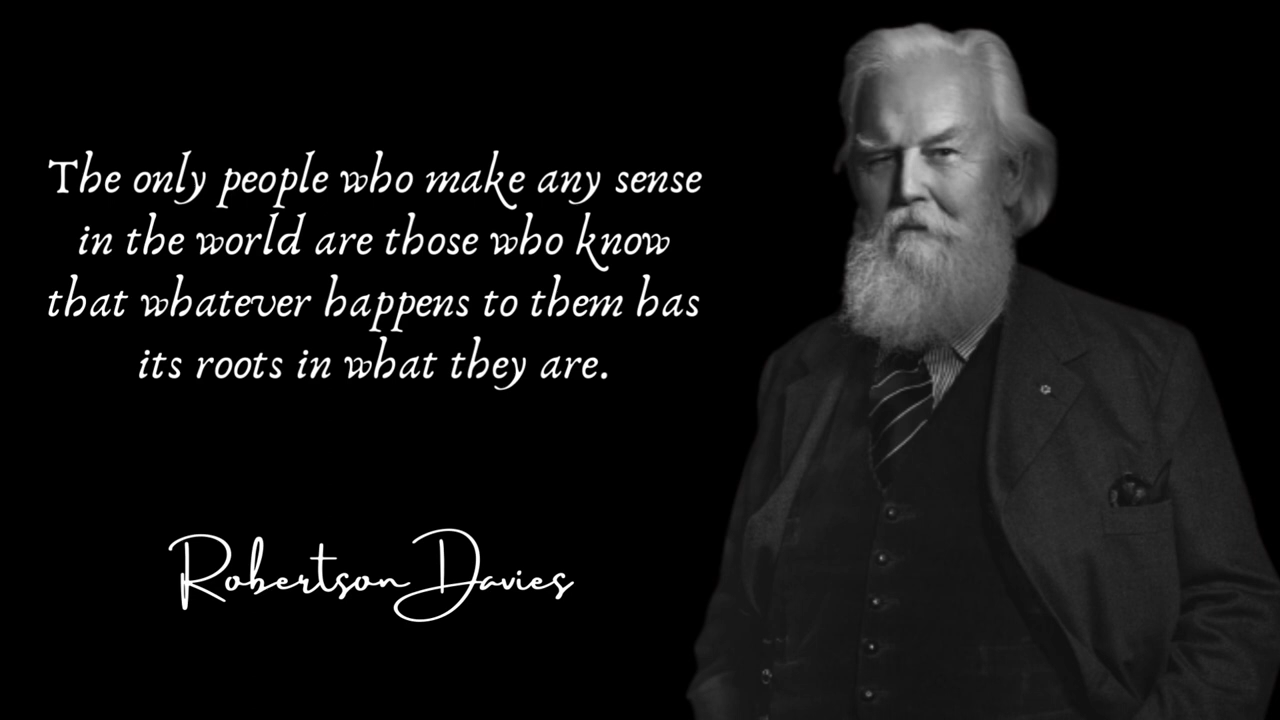 The only people who make any sense
in the world are those who know
that whatever happens to them has
its roots in what they are.
Robertson Davies